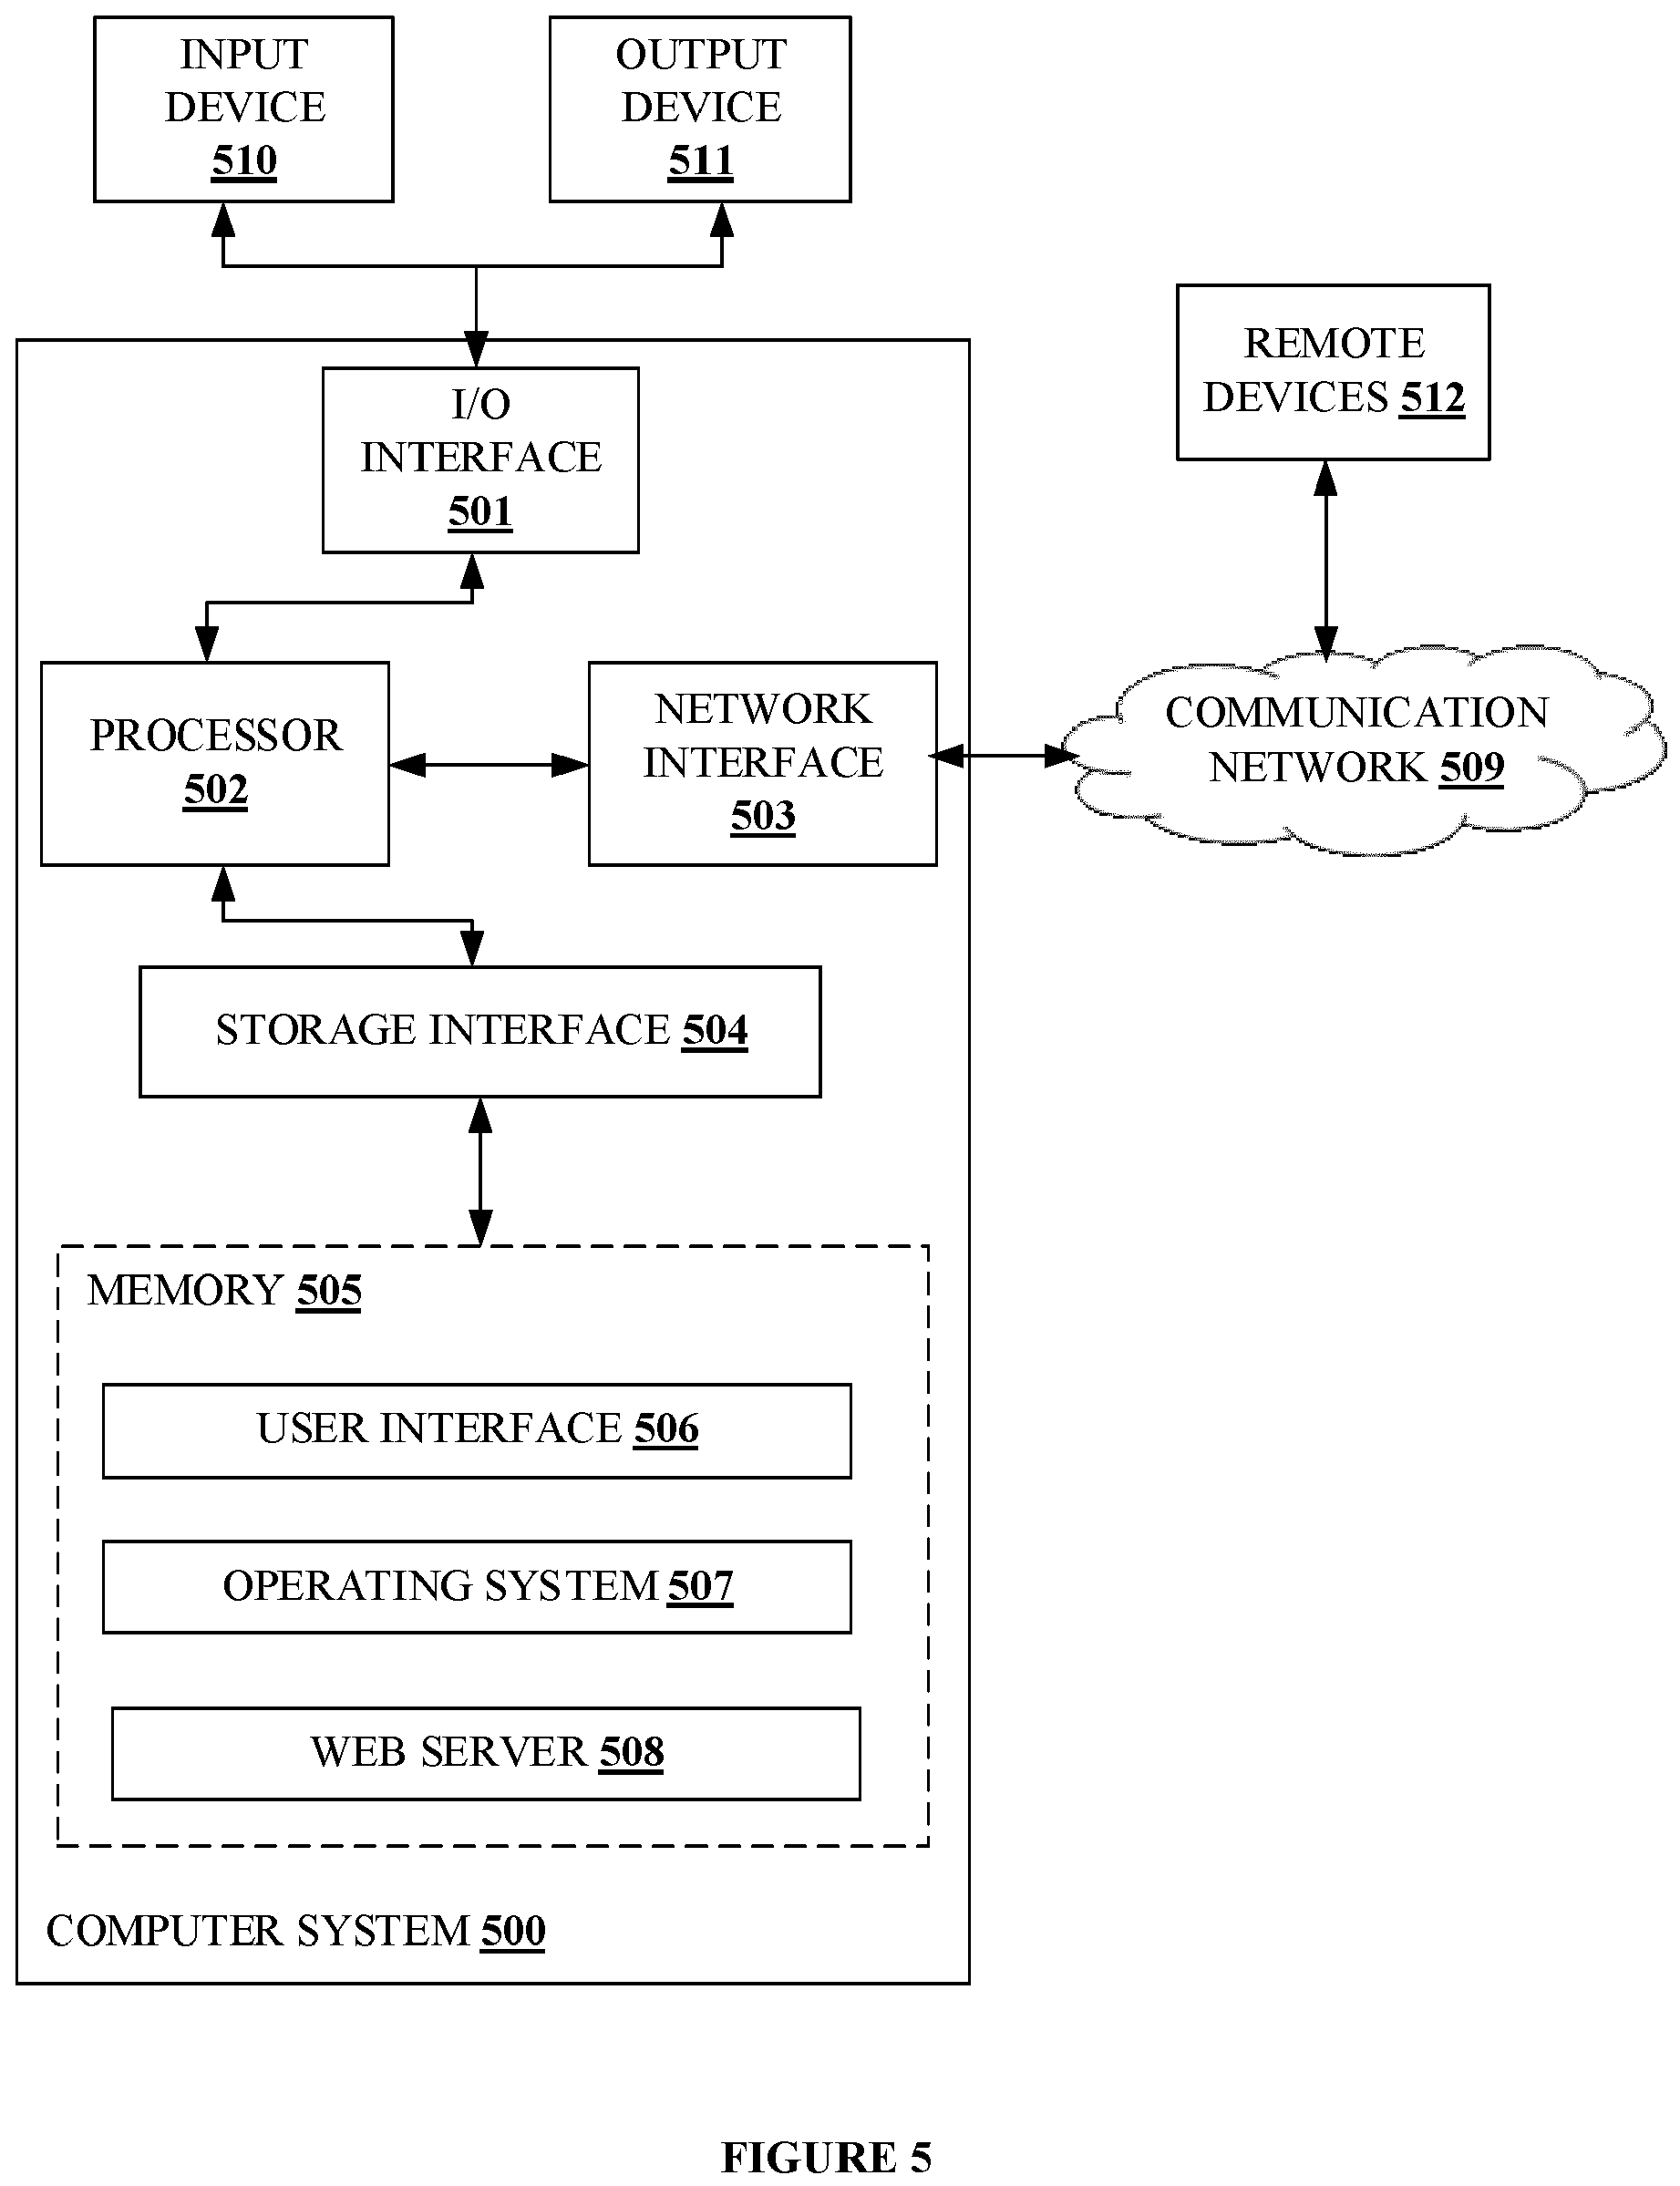 INPUT
DEVICE
510
OUTPUT
DEVICE
511
REMOTE
DEVICES 512
I/O
INTERFACE
501
PROCESSOR
502
NETWORK
INTERFACE
503
COMMUNICATION
NETWORK 509
STORAGE INTERFACE 504
MEMORY 505
USER INTERFACE 506
OPERATING SYSTEM 507
WEB SERVER 508
COMPUTER SYSTEM 500
FIGURE 5